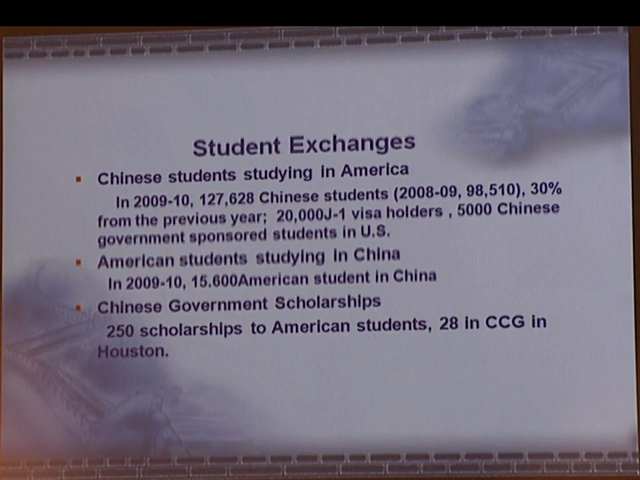 Student Exchanges
Chinese students studying in America
In 2009-10, 127,628 Chinese students (2008-09, 98,510), 30%
from the previous year; 20,000J-1 visa holders , 5000 Chinese
government sponsored students in U.S.
American students studying in China
In 2009-10, 15.600American student in China
Chinese Government Scholarships
250 scholarships to American students, 28 in CCG in
Houston.